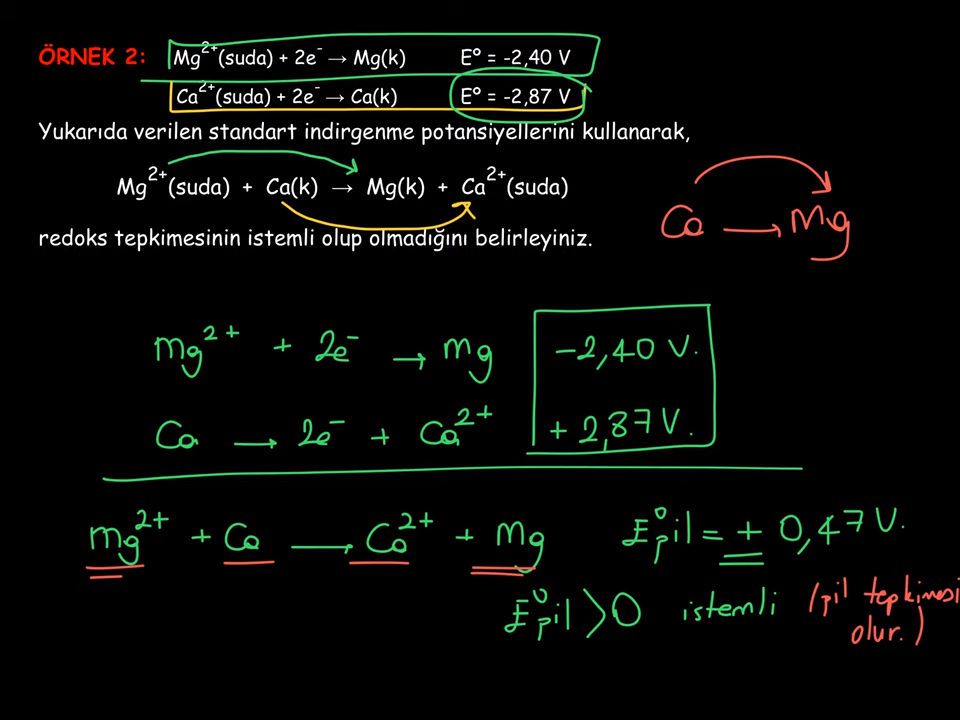 ÖRNEK 2: Mg²⁺(suda) + 2e⁻ → Mg(k) E° = -2,40 V
Ca²⁺(suda) + 2e⁻ → Ca(k) E° = -2,87 V
Yukarıda verilen standart indirgenme potansiyellerini kullanarak,
Mg²⁺(suda) + Ca(k) → Mg(k) + Ca²⁺(suda)
Ca → Mg
redoks tepkimesinin istemli olup olmadığını belirleyiniz.
Mg²⁺ + 2e⁻ → Mg -2,40 V.
Ca → 2e⁻ + Ca²⁺ + 2,87 V.
Mg²⁺ + Ca → Ca²⁺ + Mg E°pil = + 0,47 V.
E°pil > 0 istemli (pil tepkimesi
olur.)